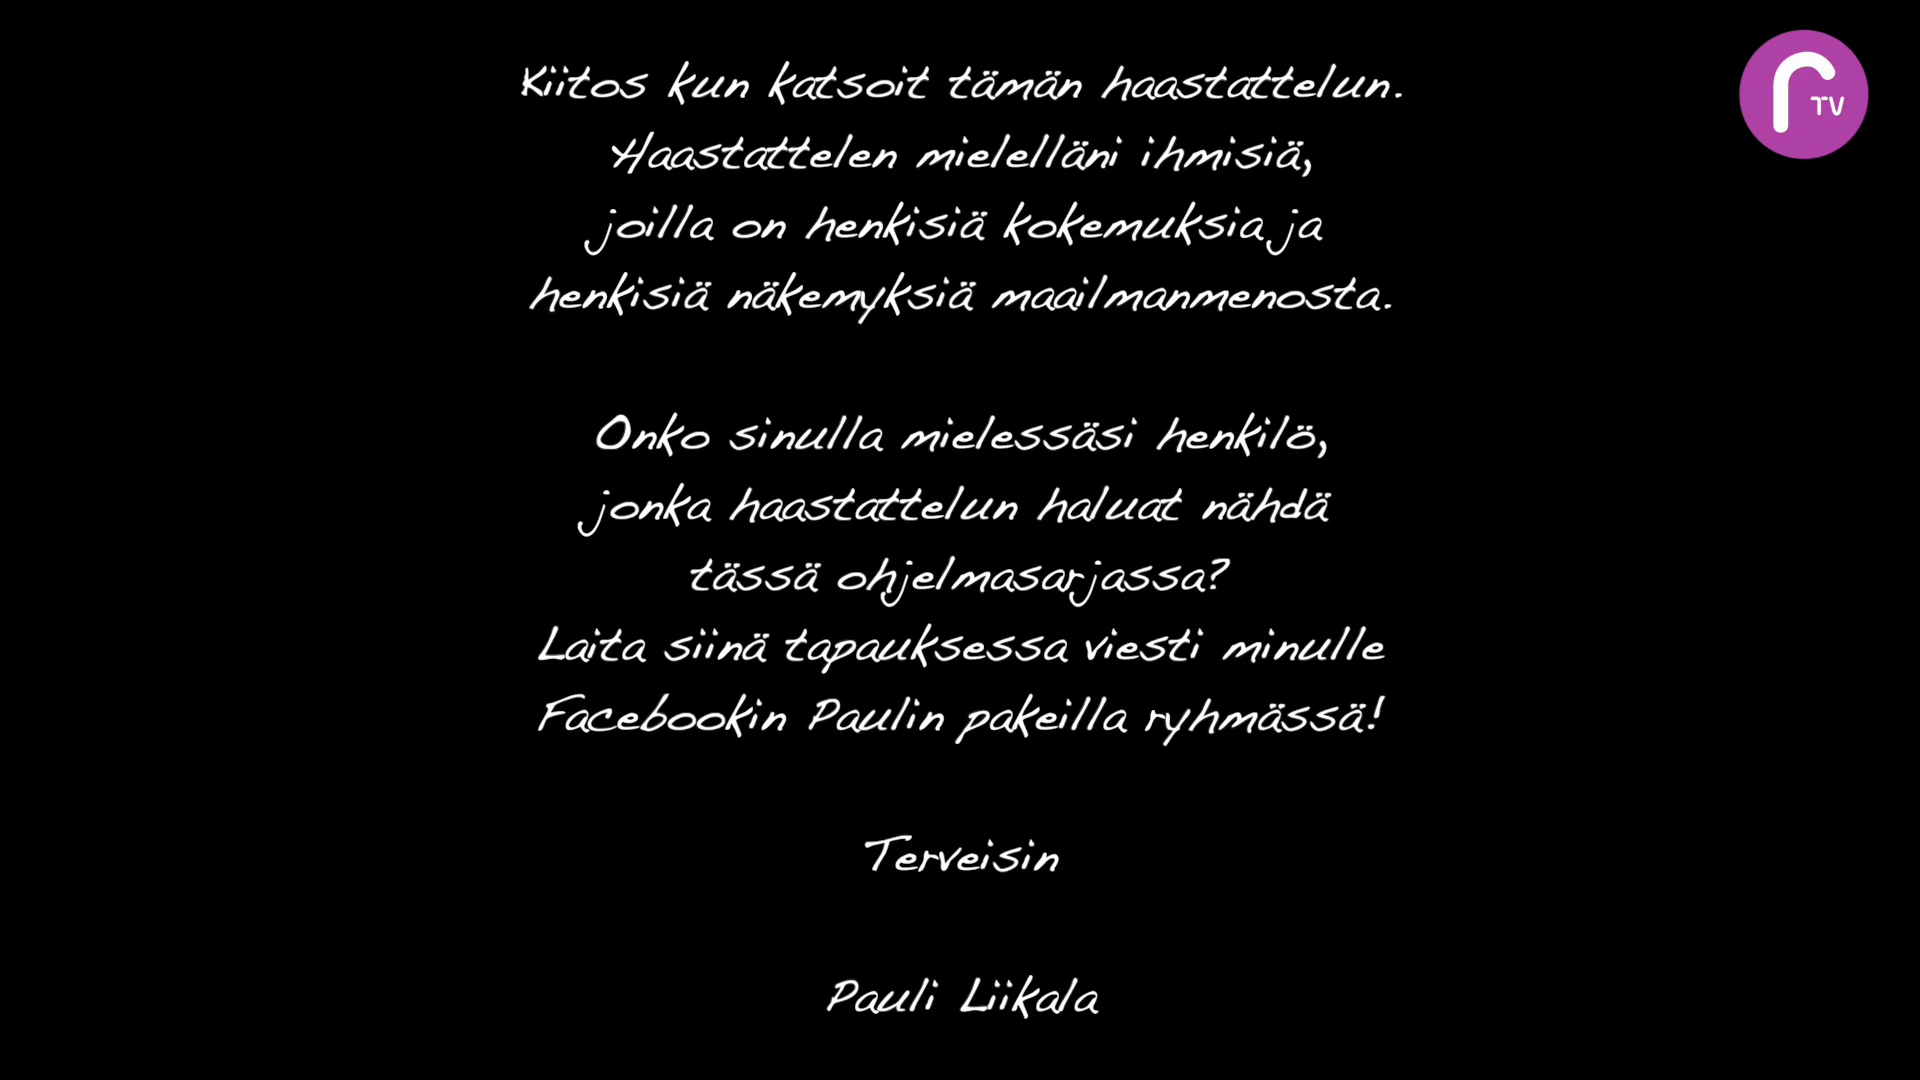 Kiitos kun katsoit tämän haastattelun.
Haastattelen mielelläni ihmisiä,
joilla on henkisiä kokemuksia ja
henkisiä näkemyksiä maailmanmenosta.
Onko sinulla mielessäsi henkilö,
jonka haastattelun haluat nähdä
tässä ohjelmasarjassa?
Laita siinä tapauksessa viesti minulle
Facebookin Paulin pakeilla ryhmässä!
Terveisin
Pauli Liikala
r TV